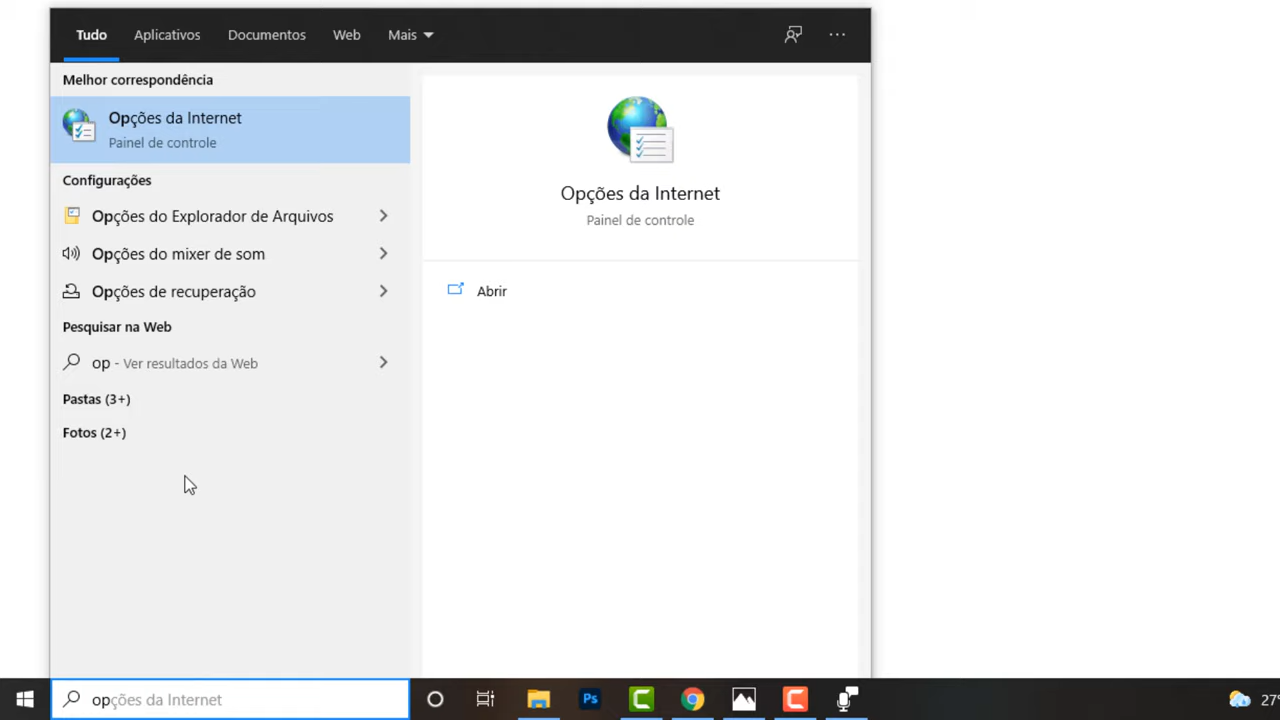 Tudo Aplicativos Documentos Web Mais
Melhor correspondência
Opções da Internet
Painel de controle
Configurações
Opções do Explorador de Arquivos
Opções do mixer de som
Opções de recuperação
Pesquisar na Web
op - Ver resultados da Web
Pastas (3+)
Fotos (2+)
Opções da Internet
Painel de controle
Abrir
opções da Internet
Ps
27°